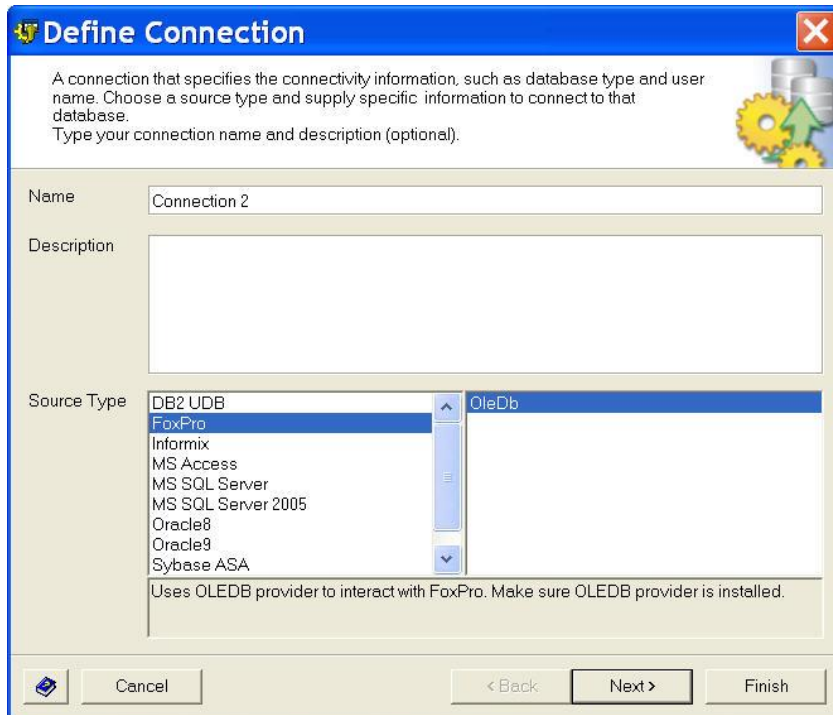 Define Connection
A connection that specifies the connectivity information, such as database type and user
name. Choose a source type and supply specific information to connect to that
database.
Type your connection name and description (optional).
Name
Connection 2
Description
Source Type
DB2 UDB
FoxPro
Informix
MS Access
MS SQL Server
MS SQL Server 2005
Oracle8
Oracle9
Sybase ASA
OleDb
Uses OLEDB provider to interact with FoxPro. Make sure OLEDB provider is installed.
Cancel
< Back
Next >
Finish